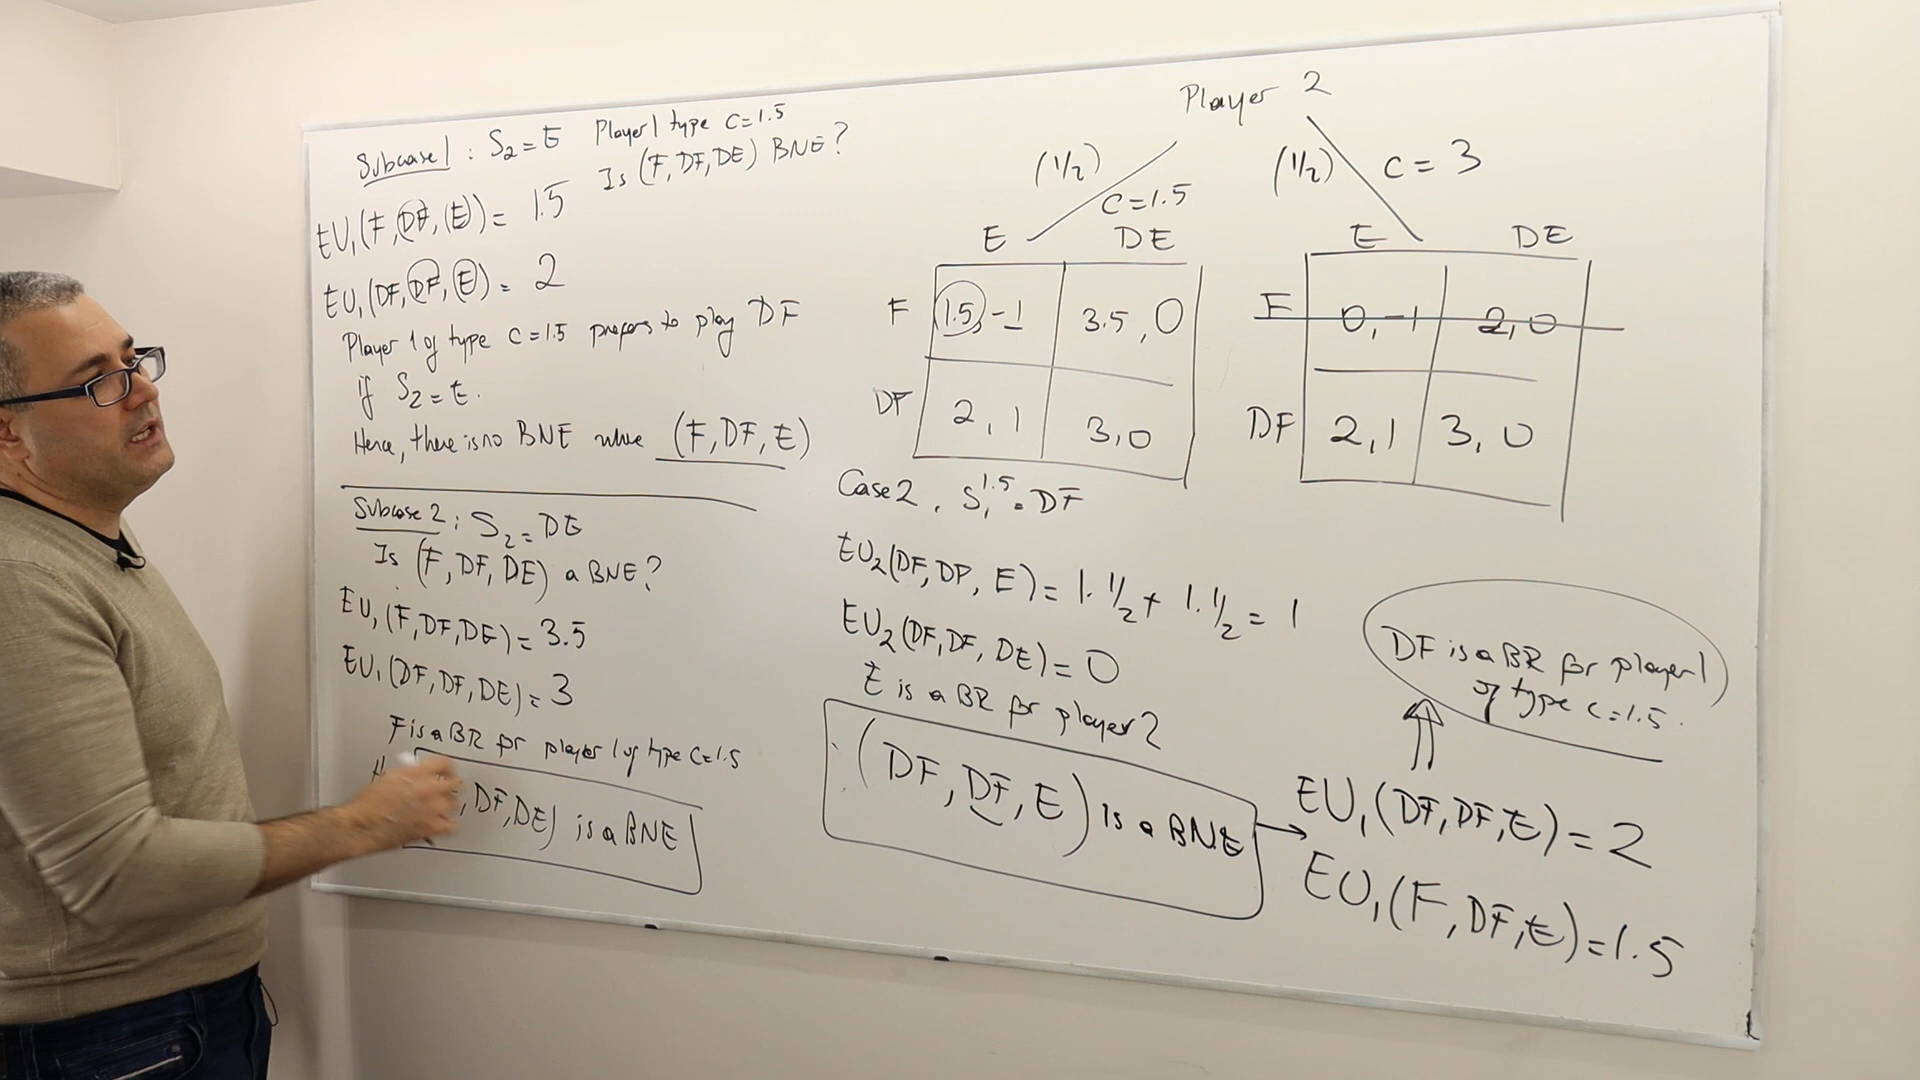 Subcase 1 : S₂ = E Player 1 type c = 1.5
Is (F, DF, DE) BNE?
EU₁(F, DF, (E)) = 1.5
EU₁(DF, DF, E) = 2
Player 1 of type c = 1.5 prefers to play DF
if S₂ = E.
Hence, there is no BNE where (F, DF, E)
Subcase 2 : S₂ = DE
Is (F, DF, DE) a BNE?
EU₁(F, DF, DE) = 3.5
EU₁(DF, DF, DE) = 3
F is a BR for player 1 of type c = 1.5
, DF, DE) is a BNE
Player 2
(1/2) c = 1.5
(1/2) c = 3
E DE
F 1.5, -1 3.5, 0
DF 2, 1 3, 0
E DE
F 0, -1 2, 0
DF 2, 1 3, 0
Case 2. S₁^1.5 = DF
EU₂(DF, DF, E) = 1.1/2 + 1.1/2 = 1
EU₂(DF, DF, DE) = 0
E is a BR for player 2
(DF, DF, E) is a BNE →
DF is a BR for player 1
of type c = 1.5.
⇑
EU₁(DF, DF, E) = 2
EU₁(F, DF, E) = 1.5